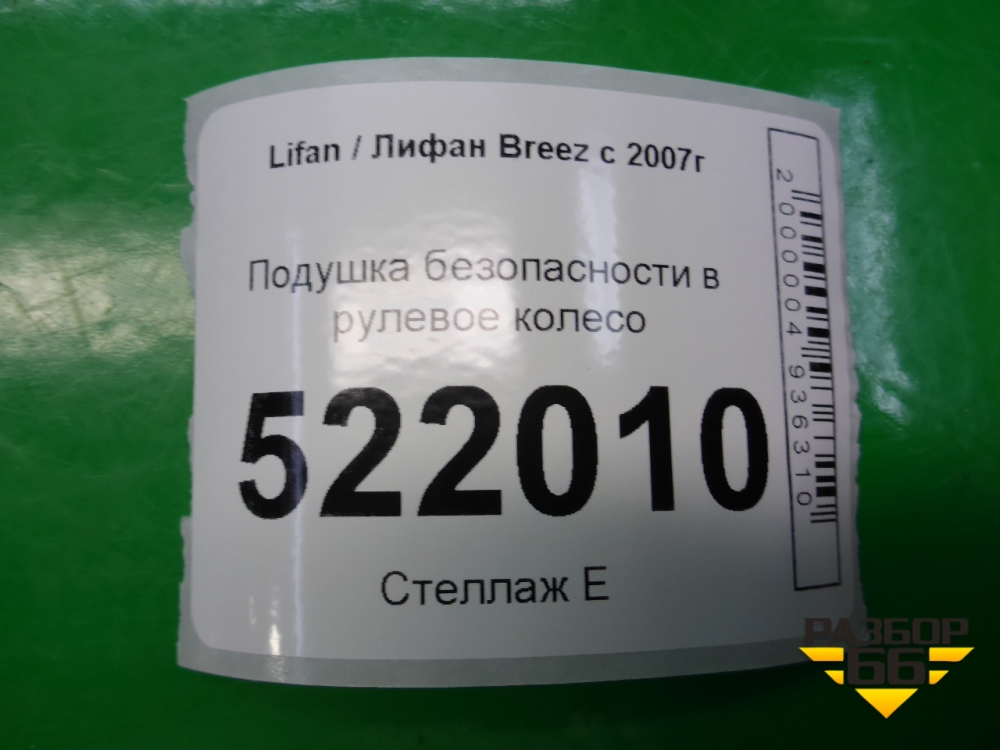 Lifan / Лифан Breez с 2007г
Подушка безопасности в
рулевое колесо
522010
Стеллаж Е
2000004936310
РАЗБОР
66